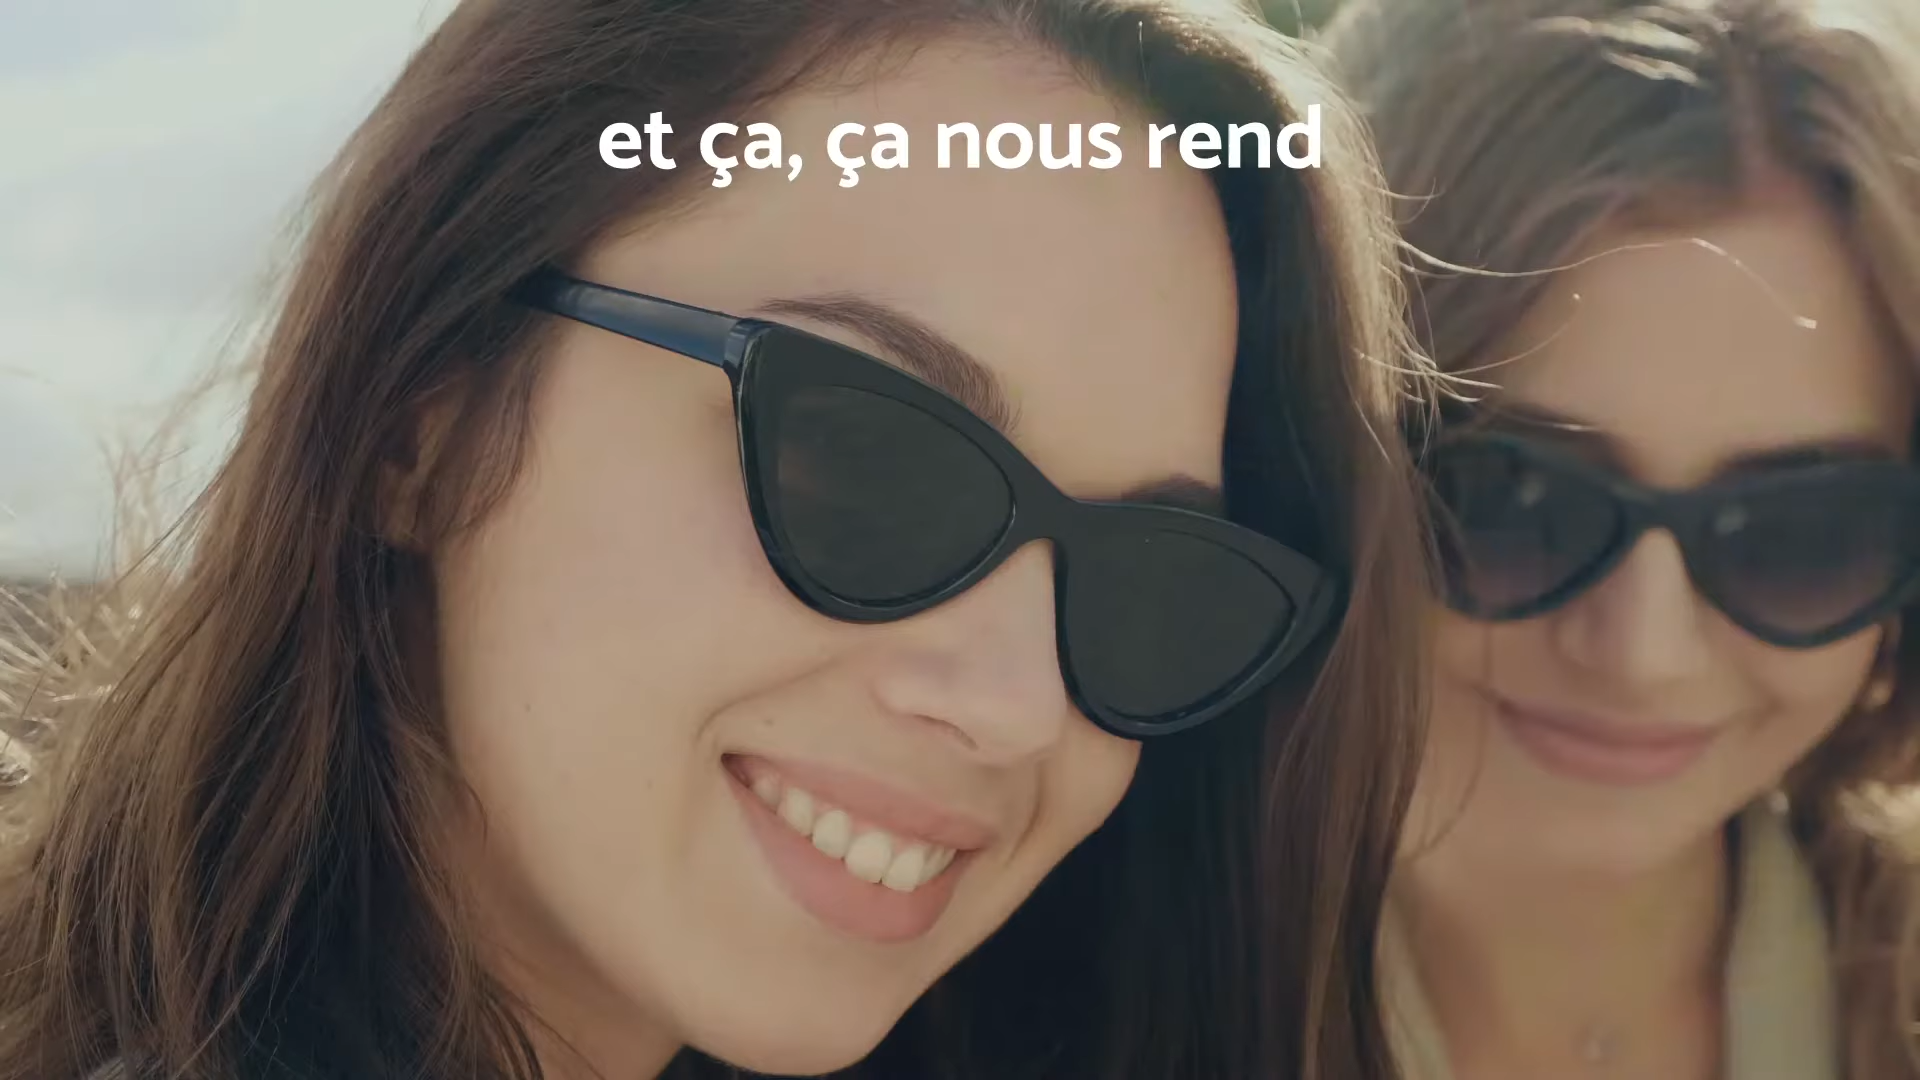 et ça, ça nous rend